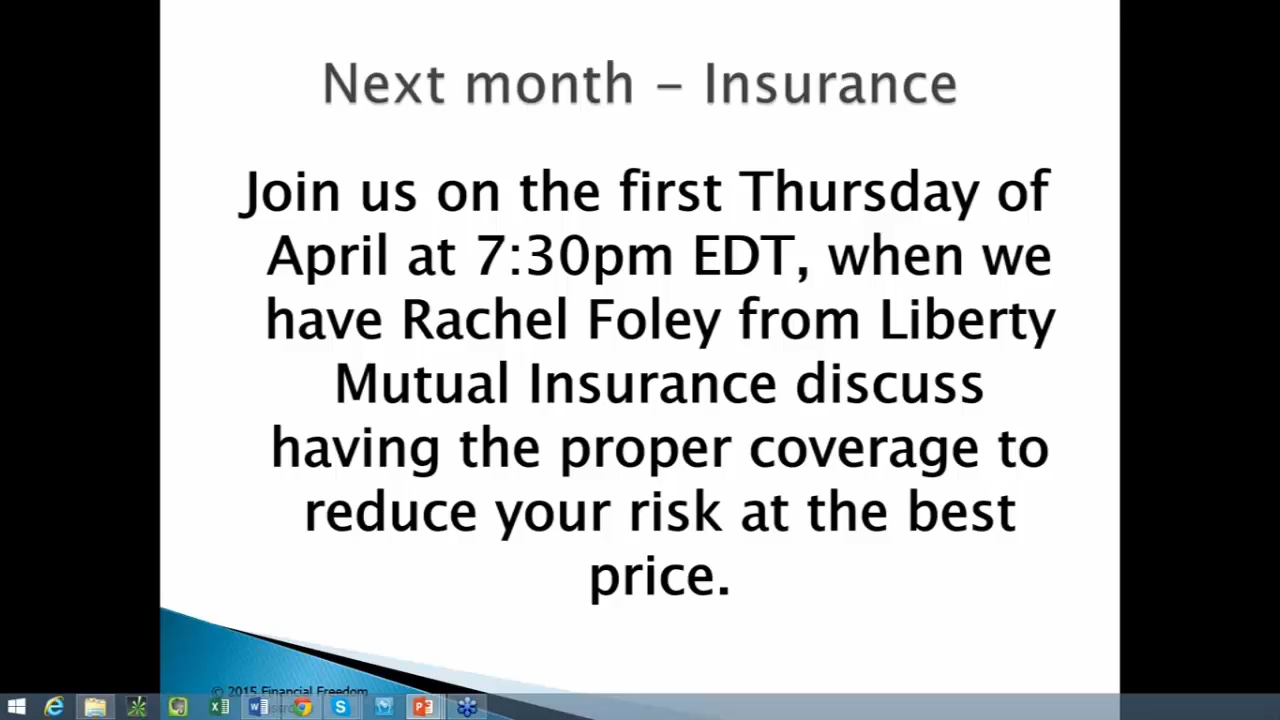 Next month – Insurance
Join us on the first Thursday of
April at 7:30pm EDT, when we
have Rachel Foley from Liberty
Mutual Insurance discuss
having the proper coverage to
reduce your risk at the best
price.
© 2015 Financial Freedom